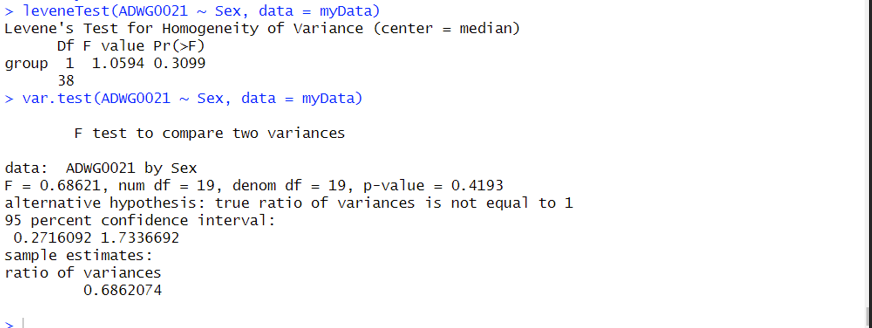 > leveneTest(ADWG0021 ~ Sex, data = myData)
Levene's Test for Homogeneity of Variance (center = median)
      Df F value Pr(>F)
group  1  1.0594 0.3099
      38
> var.test(ADWG0021 ~ Sex, data = myData)
        F test to compare two variances
data:  ADWG0021 by Sex
F = 0.68621, num df = 19, denom df = 19, p-value = 0.4193
alternative hypothesis: true ratio of variances is not equal to 1
95 percent confidence interval:
 0.2716092 1.7336692
sample estimates:
ratio of variances
         0.6862074
>